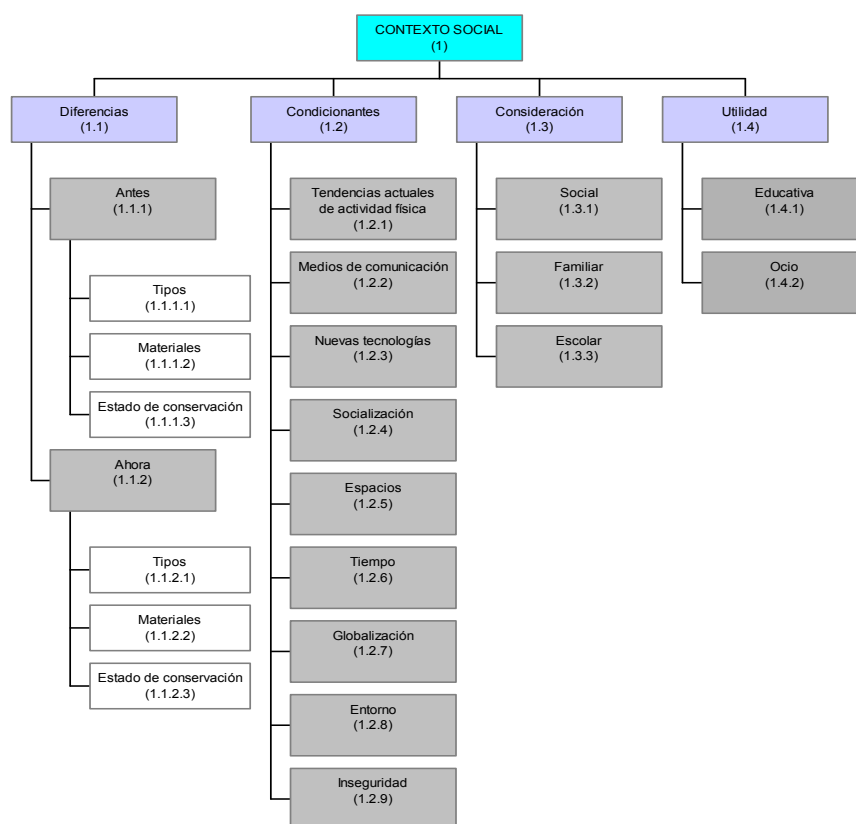 CONTEXTO SOCIAL
(1)
Diferencias
(1.1)
Antes
(1.1.1)
Tipos
(1.1.1.1)
Materiales
(1.1.1.2)
Estado de conservación
(1.1.1.3)
Ahora
(1.1.2)
Tipos
(1.1.2.1)
Materiales
(1.1.2.2)
Estado de conservación
(1.1.2.3)
Condicionantes
(1.2)
Tendencias actuales
de actividad física
(1.2.1)
Medios de comunicación
(1.2.2)
Nuevas tecnologías
(1.2.3)
Socialización
(1.2.4)
Espacios
(1.2.5)
Tiempo
(1.2.6)
Globalización
(1.2.7)
Entorno
(1.2.8)
Inseguridad
(1.2.9)
Consideración
(1.3)
Social
(1.3.1)
Familiar
(1.3.2)
Escolar
(1.3.3)
Utilidad
(1.4)
Educativa
(1.4.1)
Ocio
(1.4.2)